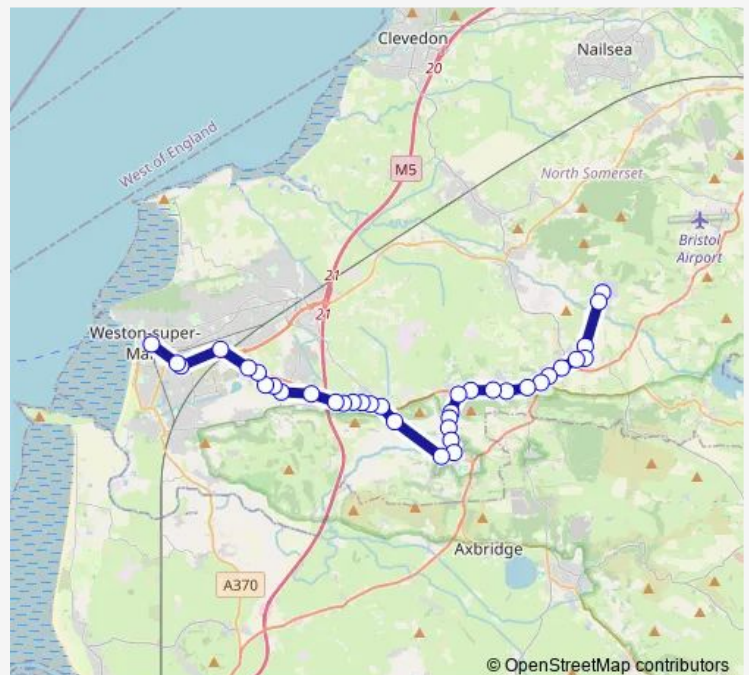 Clevedon
Nailsea
20
M5
West of England
North Somerset
Bristol
Airport
21
21
Weston-super-
Ma
Axbridge
A370
© OpenStreetMap contributors